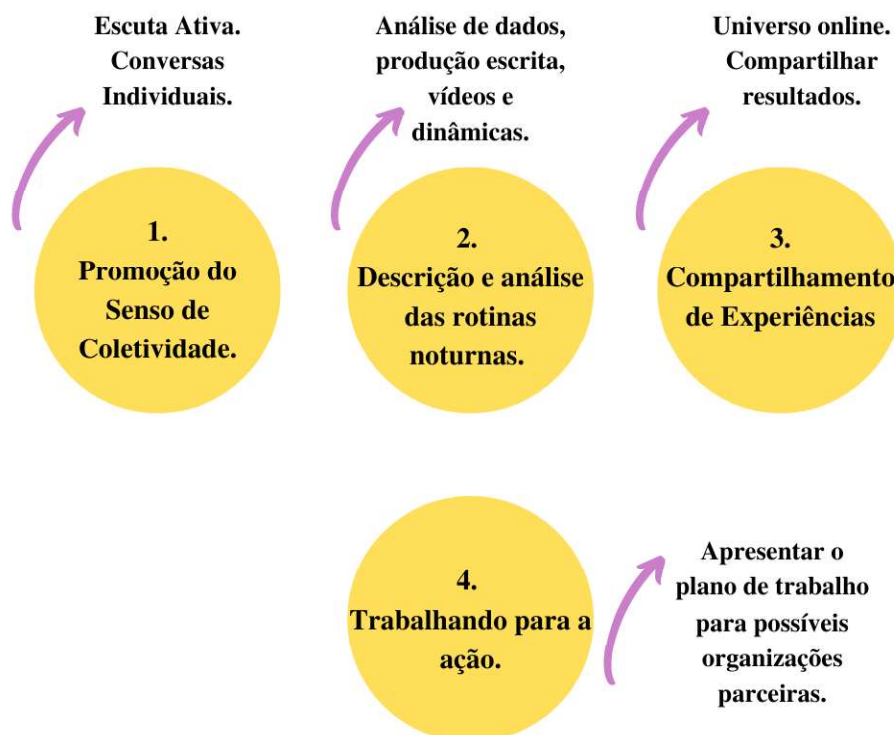 Escuta Ativa.
Conversas
Individuais.
1.
Promoção do
Senso de
Coletividade.
Análise de dados,
produção escrita,
vídeos e
dinâmicas.
2.
Descrição e análise
das rotinas
noturnas.
Universo online.
Compartilhar
resultados.
3.
Compartilhamento
de Experiências
4.
Trabalhando para a
ação.
Apresentar o
plano de trabalho
para possíveis
organizações
parceiras.